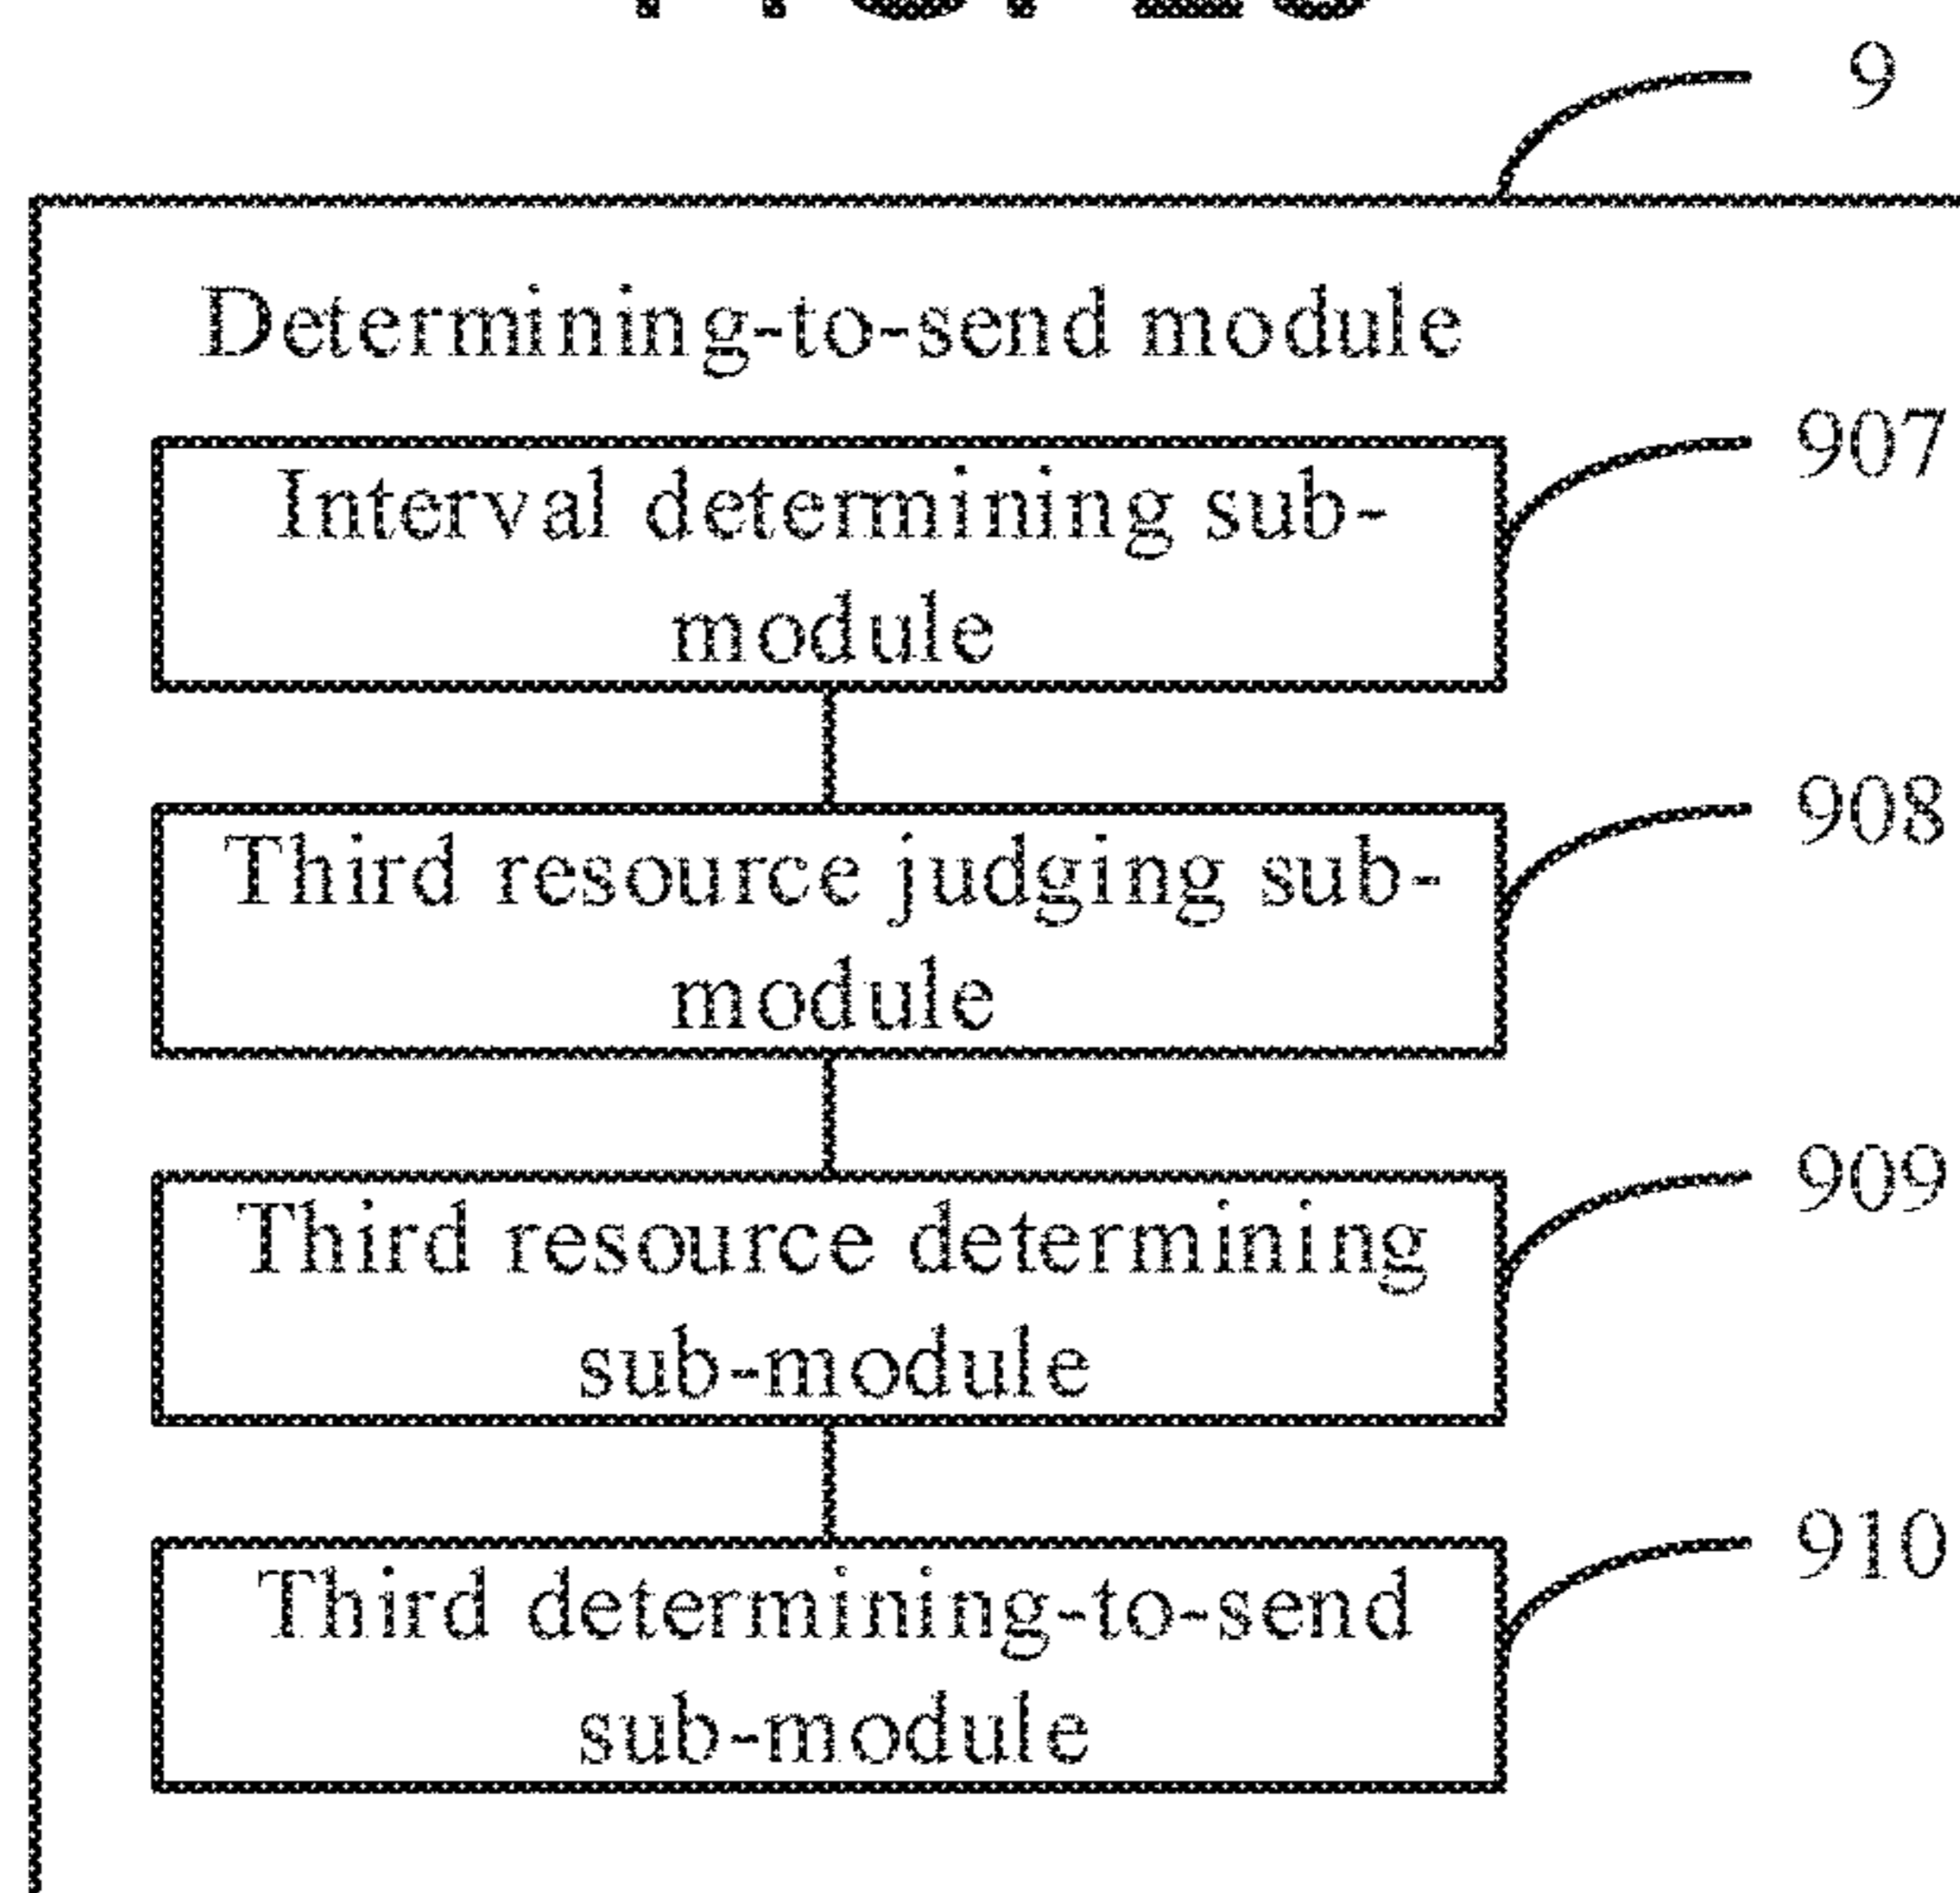 9
Determining-to-send module
907
Interval determining sub-
module
908
Third resource judging sub-
module
909
Third resource determining
sub-module
910
Third determining-to-send
sub-module